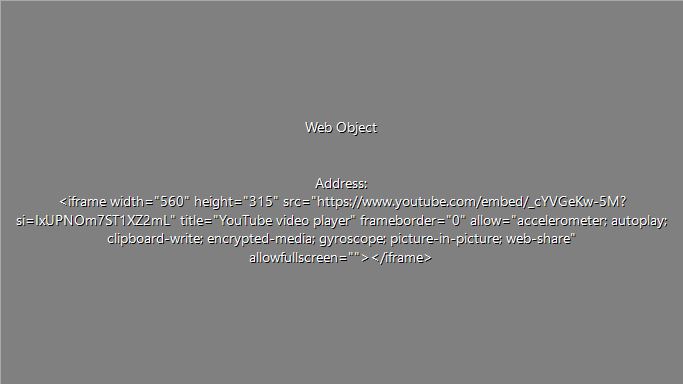 Web Object
Address:
<iframe width="560" height="315" src="https://www.youtube.com/embed/_cYVGeKw-5M?
si=IxUPNOm7ST1XZ2mL" title="YouTube video player" frameborder="0" allow="accelerometer; autoplay;
clipboard-write; encrypted-media; gyroscope; picture-in-picture; web-share"
allowfullscreen=""></iframe>